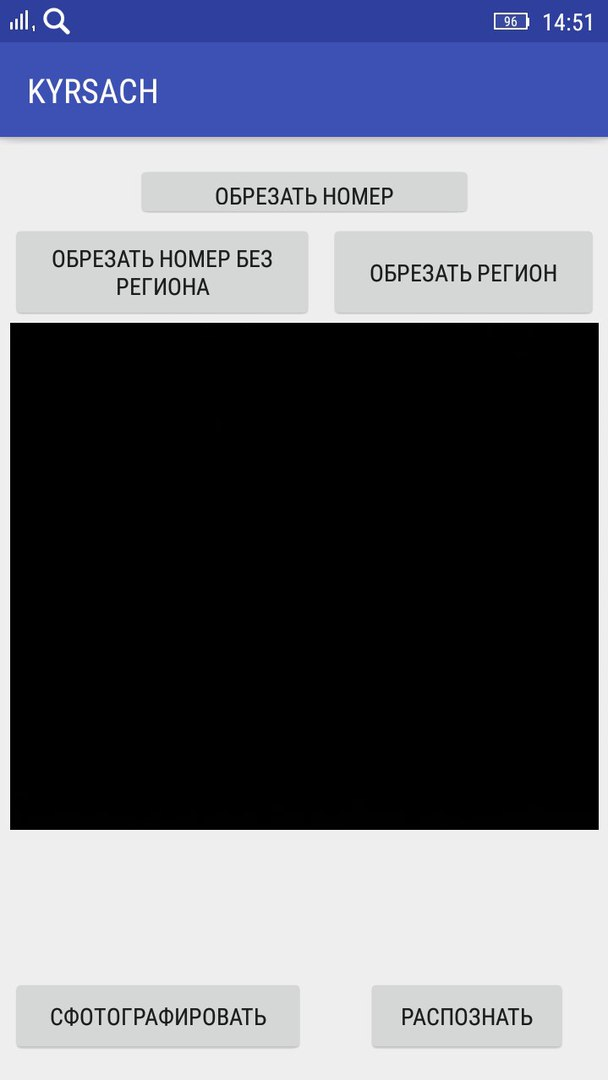 96 14:51
KYRSACH
ОБРЕЗАТЬ НОМЕР
ОБРЕЗАТЬ НОМЕР БЕЗ
РЕГИОНА
ОБРЕЗАТЬ РЕГИОН
СФОТОГРАФИРОВАТЬ
РАСПОЗНАТЬ